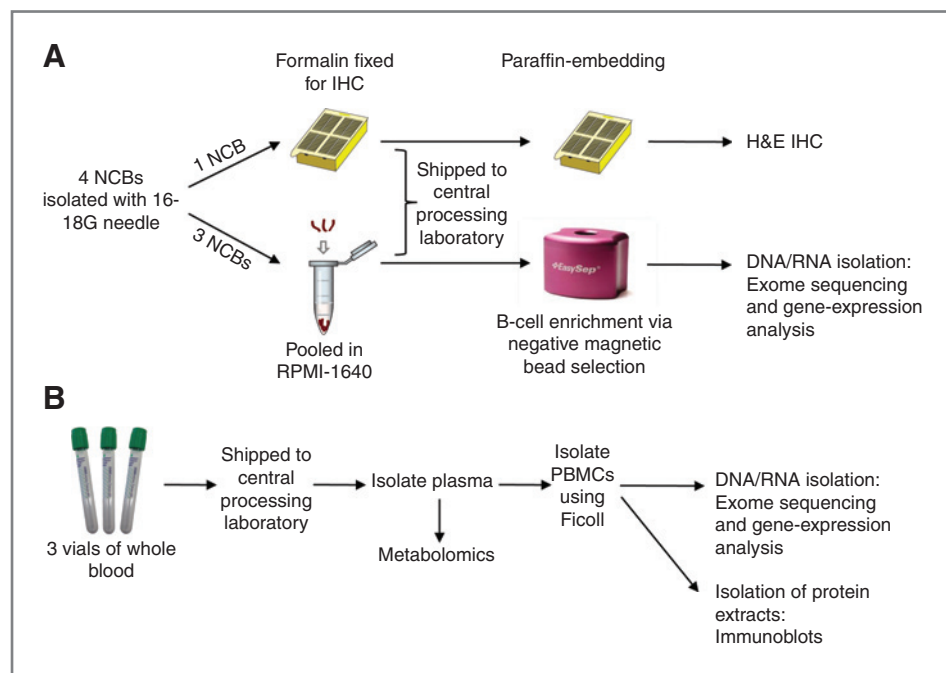 A
Formalin fixed
for IHC
Paraffin-embedding
1 NCB
H&E IHC
4 NCBs
isolated with 16-
18G needle
Shipped to
central
processing
laboratory
3 NCBs
EasySep
DNA/RNA isolation:
Exome sequencing
and gene-expression
analysis
Pooled in
RPMI-1640
B-cell enrichment via
negative magnetic
bead selection
B
3 vials of whole
blood
Shipped to
central
processing
laboratory
Isolate plasma
Metabolomics
Isolate
PBMCs
using
Ficoll
DNA/RNA isolation:
Exome sequencing
and gene-expression
analysis
Isolation of protein
extracts:
Immunoblots